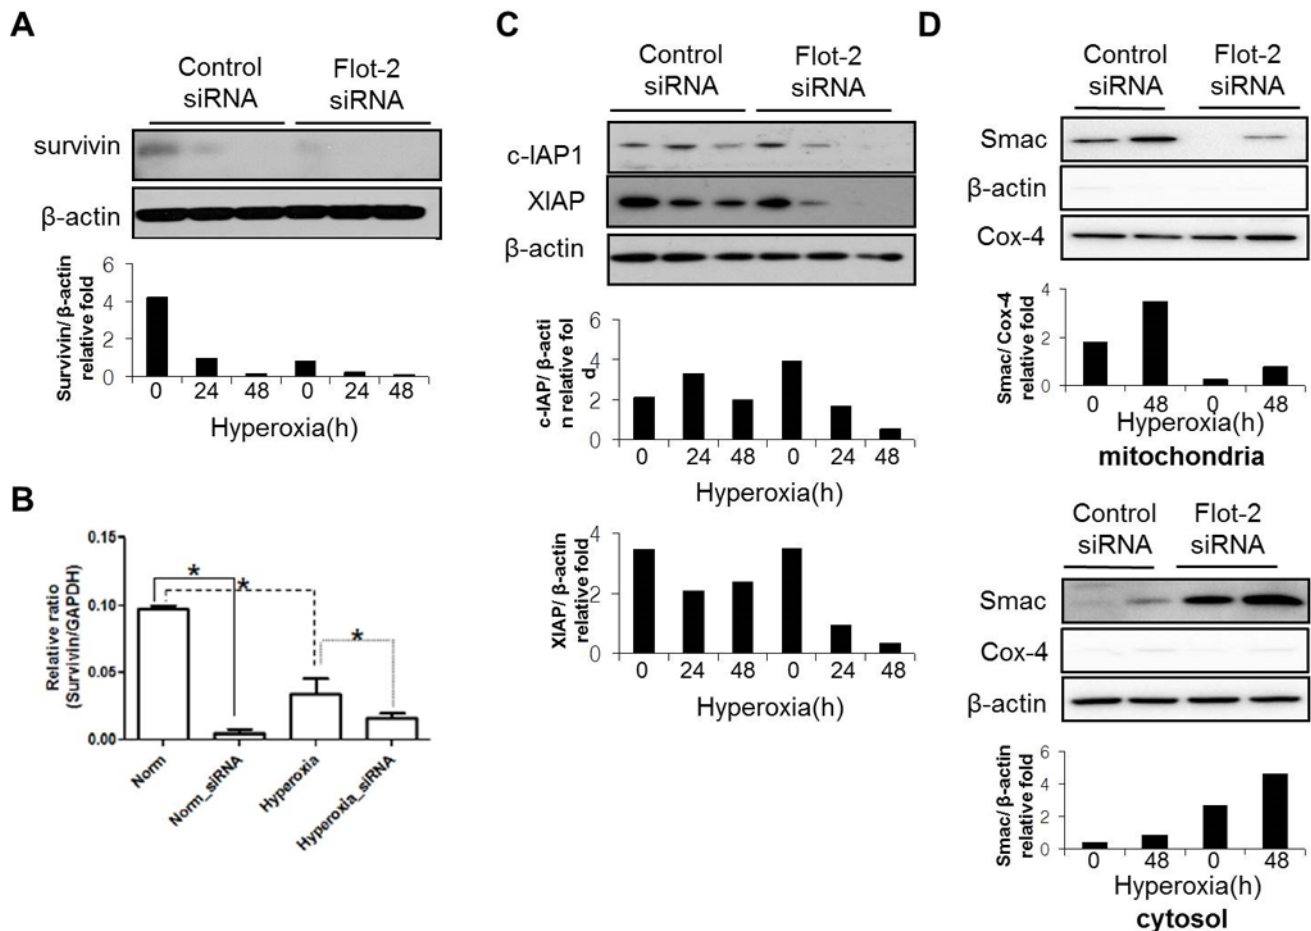 A
Control
siRNA
Flot-2
siRNA
survivin
β-actin
Survivin/ β-actin
relative fold
6
4
2
0
0 24 48 0 24 48
Hyperoxia(h)
B
Relative ratio
(Survivin/GAPDH)
0.15
0.10
0.05
0.00
*
*
*
Norm
Norm_siRNA
Hyperoxia
Hyperoxia_siRNA
C
Control
siRNA
Flot-2
siRNA
c-IAP1
XIAP
β-actin
c-IAP/ β-acti
n relative fol
d
6
4
2
0
0 24 48 0 24 48
Hyperoxia(h)
XIAP/ β-actin
relative fold
4
2
0
0 24 48 0 24 48
Hyperoxia(h)
D
Control
siRNA
Flot-2
siRNA
Smac
β-actin
Cox-4
Smac/ Cox-4
relative fold
4
2
0
0 48 0 48
Hyperoxia(h)
mitochondria
Control
siRNA
Flot-2
siRNA
Smac
Cox-4
β-actin
Smac/ β-actin
relative fold
6
4
2
0
0 48 0 48
Hyperoxia(h)
cytosol